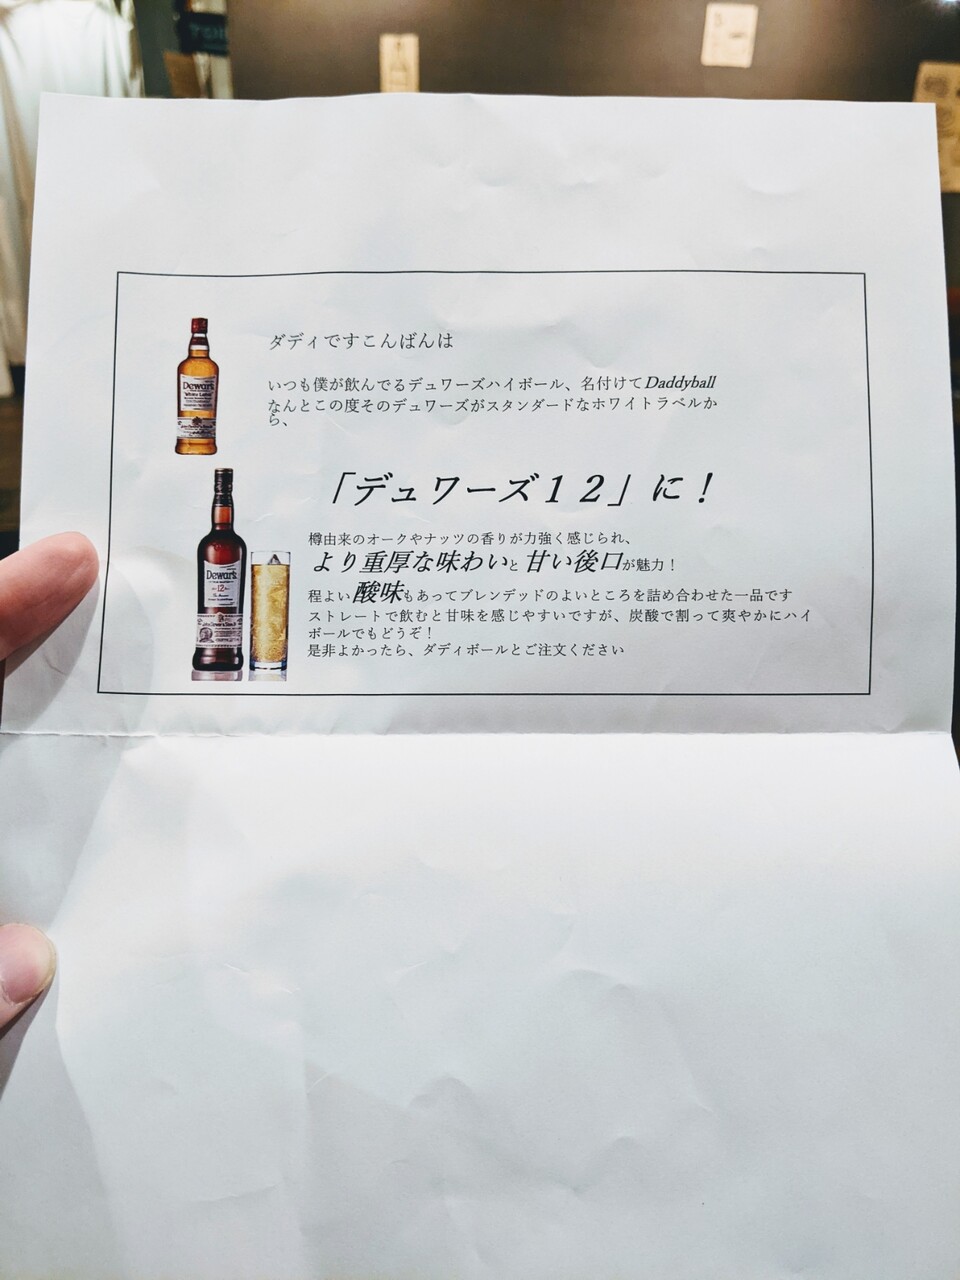 ダディですこんばんは
いつも僕が飲んでるデュワーズハイボール、名付けてDaddyball
なんとこの度そのデュワーズがスタンダードなホワイトラベルか
ら、
「デュワーズ１２」に！
樽由来のオークやナッツの香りが力強く感じられ、
より重厚な味わいと甘い後口が魅力！
程よい酸味もあってブレンデッドのよいところを詰め合わせた一品です
ストレートで飲むと甘味を感じやすいですが、炭酸で割って爽やかにハイ
ボールでもどうぞ！
是非よかったら、ダディボールとご注文ください
Dewar's
"White Label"
Dewar's
12